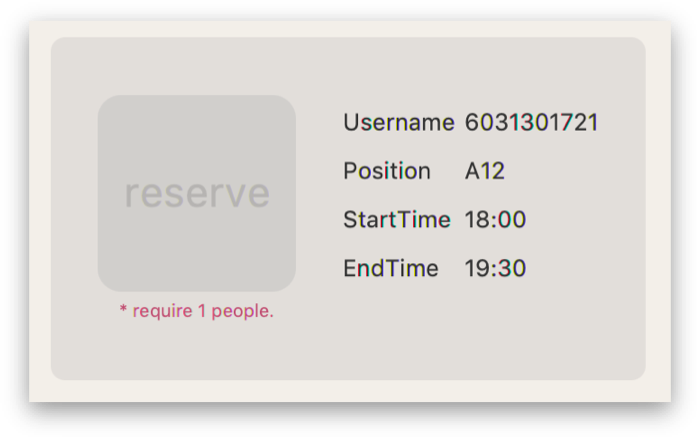 reserve
* require 1 people.
Username 6031301721
Position A12
StartTime 18:00
EndTime 19:30